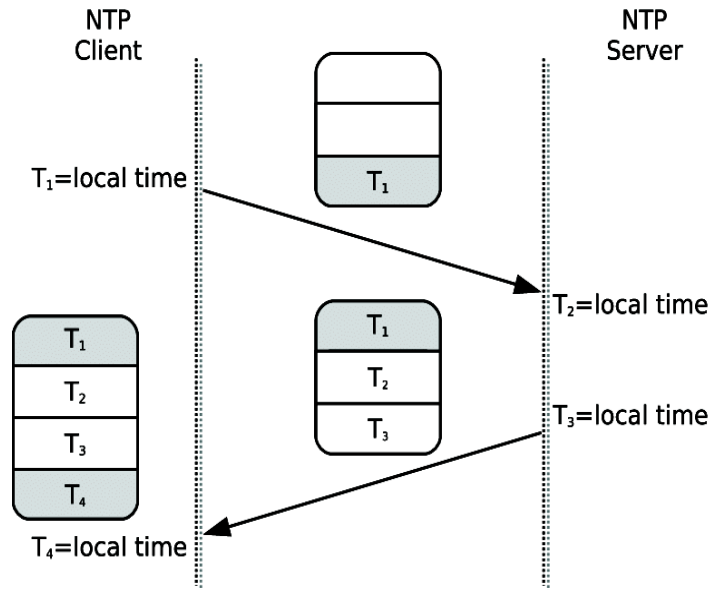 NTP
Client
NTP
Server
T₁
T₁=local time
T₂=local time
T₁
T₂
T₃
T₁
T₂
T₃
T₄
T₃=local time
T₄=local time